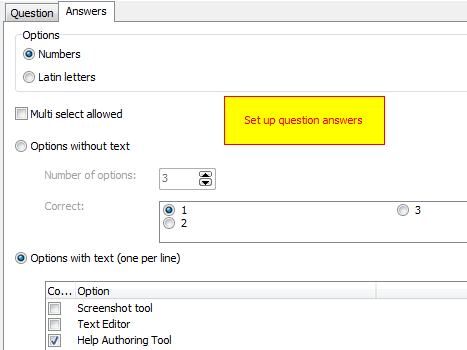 Question Answers
Options
Numbers
Latin letters
Multi select allowed
Set up question answers
Options without text
Number of options: 3
Correct: 1 3
2
Options with text (one per line)
Co... Option
Screenshot tool
Text Editor
Help Authoring Tool